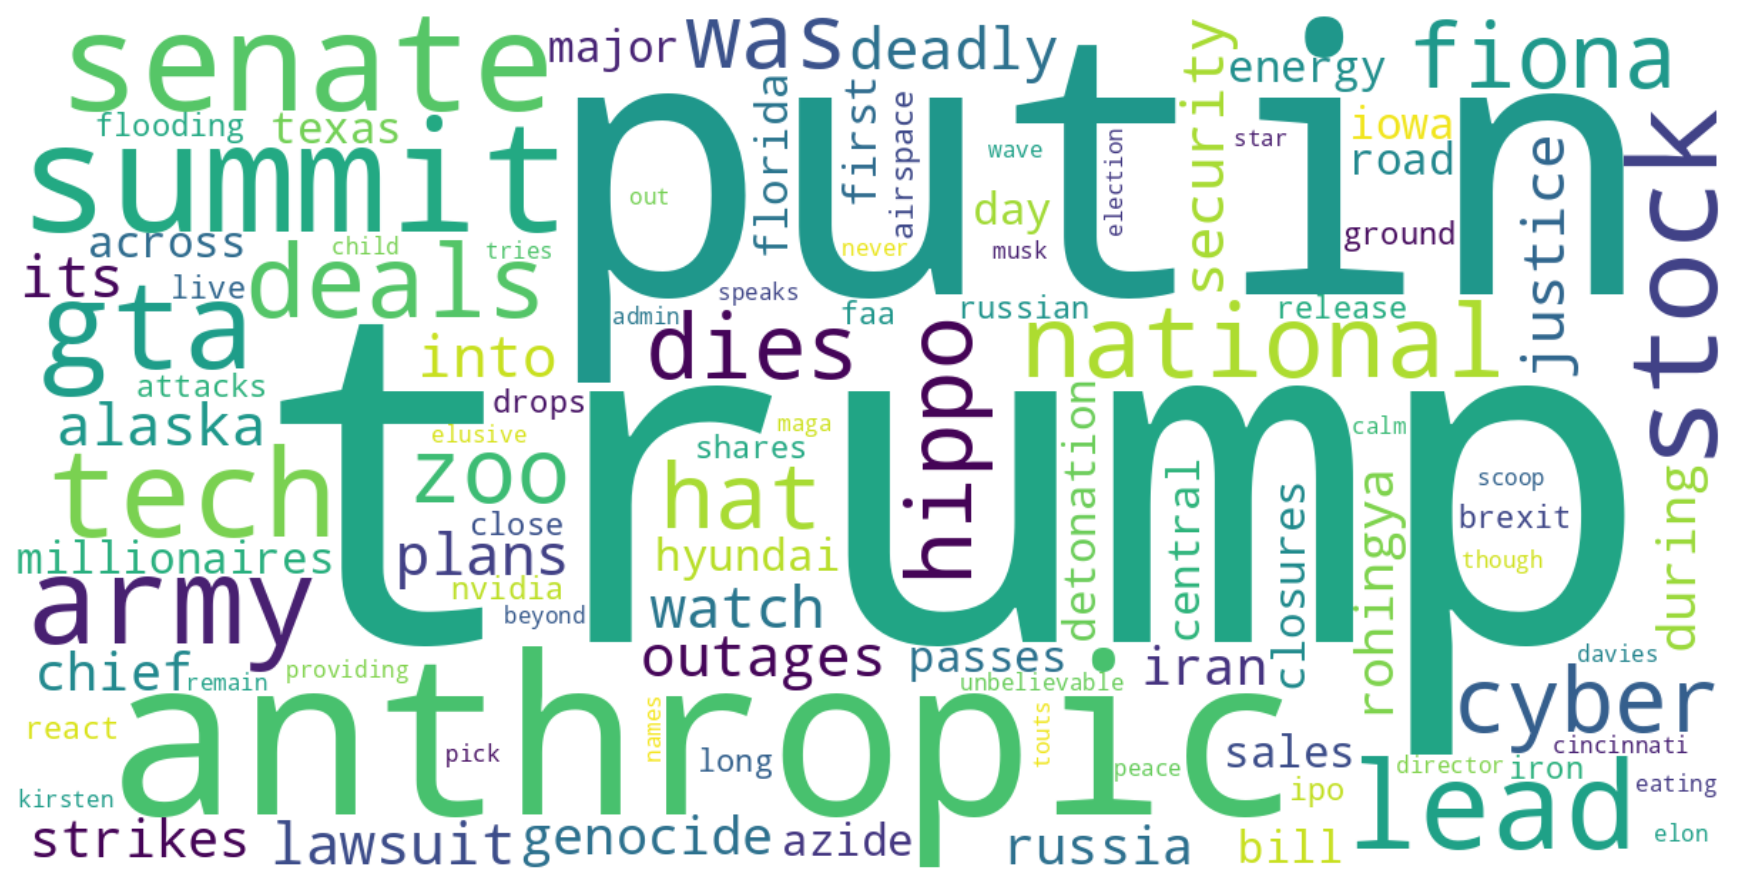 senate
major
was
deadly
security
energy
fiona
putin
flooding
texas
florida
first
airspace
wave
election
star
iowa
road
justice
stock
summit
out
day
across
child
tries
never
musk
ground
its
live
deals
speaks
gta
admin
dies
faa
russian
release
hippo
national
into
attacks
drops
trump
alaska
elusive
maga
shares
detonation
calm
tech
zoo
hat
central
closures
rohingya
scoop
during
close
brexit
millionaires
plans
hyundai
though
army
nvidia
beyond
watch
chief
remain
providing
outages
passes
unbelievable
iran
davies
cyber
react
anthropic
pick
names
long
touts
peace
sales
cincinnati
director
iron
kirsten
ipo
lead
eating
strikes
lawsuit
genocide
azide
russia
bill
elon